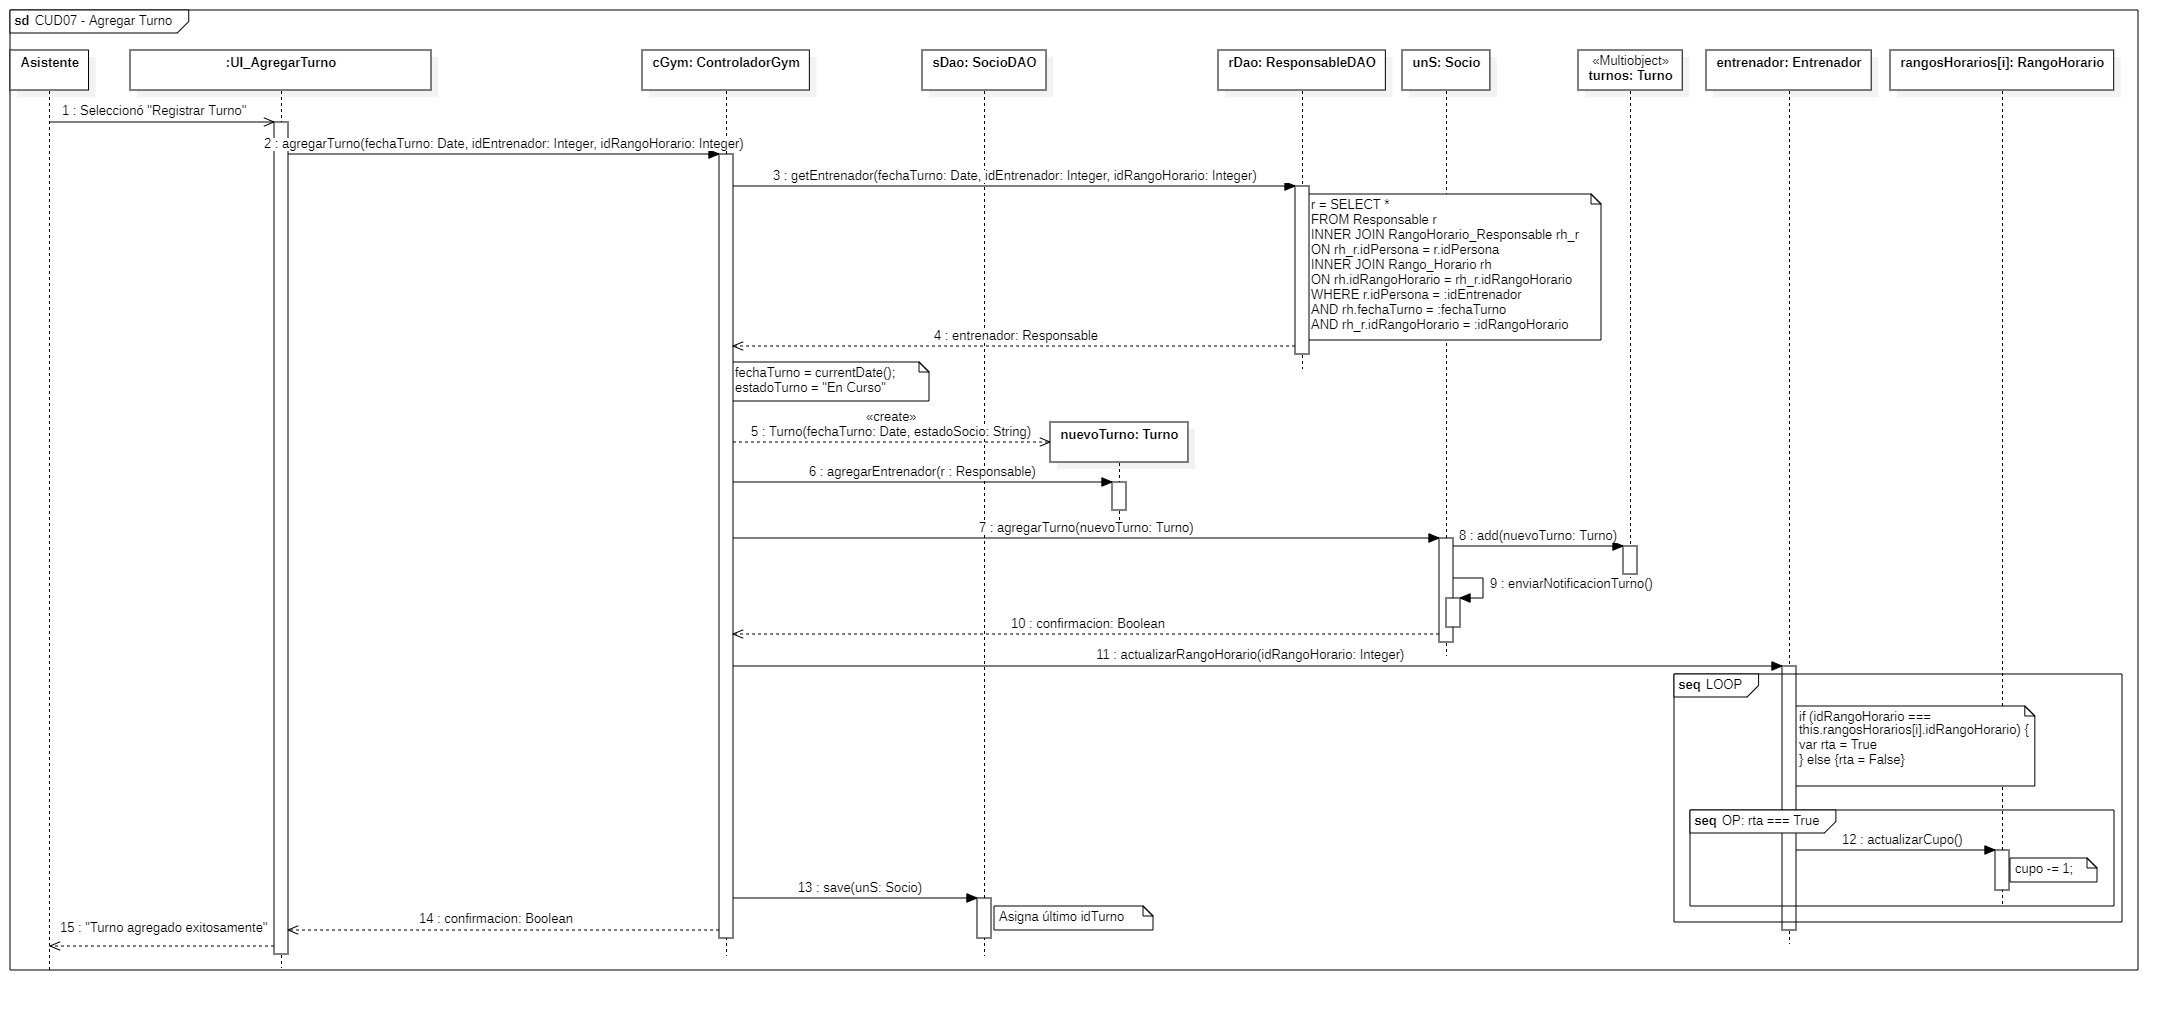 sd CUD07 - Agregar Turno
Asistente
:UI_AgregarTurno
cGym: ControladorGym
sDao: SocioDAO
rDao: ResponsableDAO
unS: Socio
«Multiobject»
turnos: Turno
entrenador: Entrenador
rangosHorarios[i]: RangoHorario
1 : Seleccionó "Registrar Turno"
2 : agregarTurno(fechaTurno: Date, idEntrenador: Integer, idRangoHorario: Integer)
3 : getEntrenador(fechaTurno: Date, idEntrenador: Integer, idRangoHorario: Integer)
r = SELECT *
FROM Responsable r
INNER JOIN RangoHorario_Responsable rh_r
ON rh_r.idPersona = r.idPersona
INNER JOIN Rango_Horario rh
ON rh.idRangoHorario = rh_r.idRangoHorario
WHERE r.idPersona = :idEntrenador
AND rh.fechaTurno = :fechaTurno
AND rh_r.idRangoHorario = :idRangoHorario
4 : entrenador: Responsable
fechaTurno = currentDate();
estadoTurno = "En Curso"
«create»
5 : Turno(fechaTurno: Date, estadoSocio: String)
nuevoTurno: Turno
6 : agregarEntrenador(r : Responsable)
7 : agregarTurno(nuevoTurno: Turno)
8 : add(nuevoTurno: Turno)
9 : enviarNotificacionTurno()
10 : confirmacion: Boolean
11 : actualizarRangoHorario(idRangoHorario: Integer)
seq LOOP
if (idRangoHorario ===
this.rangosHorarios[i].idRangoHorario) {
var rta = True
} else {rta = False}
seq OP: rta === True
12 : actualizarCupo()
cupo -= 1;
13 : save(unS: Socio)
Asigna último idTurno
14 : confirmacion: Boolean
15 : "Turno agregado exitosamente"